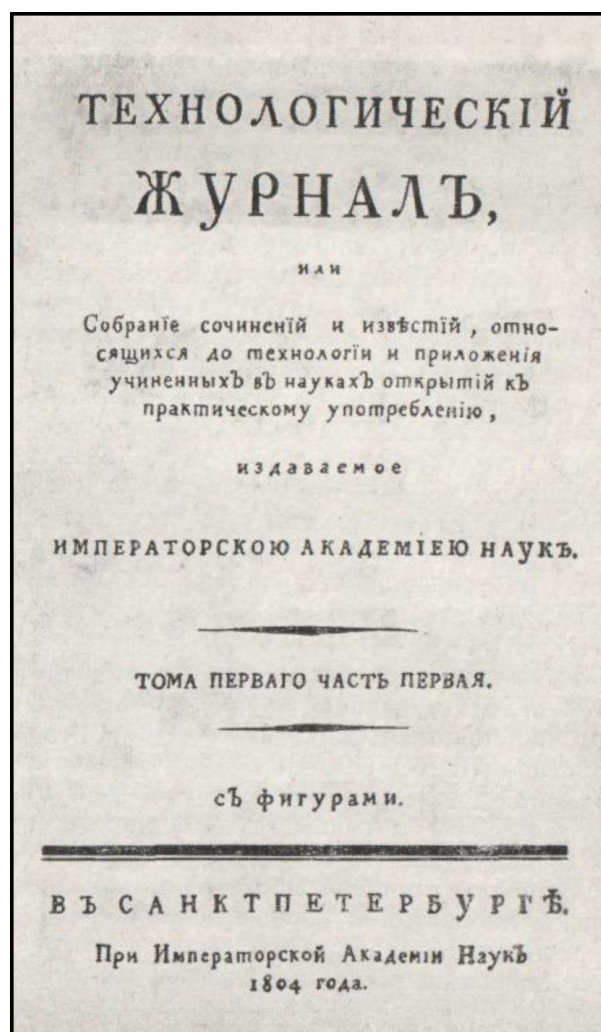 ТЕХНОЛОГИЧЕСКІЙ
ЖУРНАЛЪ,
или
Собраніе сочиненій и извѣстій, отно-
сящихся до технологіи и приложенія
учиненныхЪ вЪ наукахЪ открытій кЪ
практическому употребленію,
издаваемое
ИМПЕРАТОРСКОЮ АКАДЕМІЕЮ НАУКЪ.
ТОМА ПЕРВАГО ЧАСТЬ ПЕРВАЯ.
сЪ фигурами.
ВЪ САНКТПЕТЕРБУРГѢ.
При Императорской Академіи НаукЪ
1804 года.